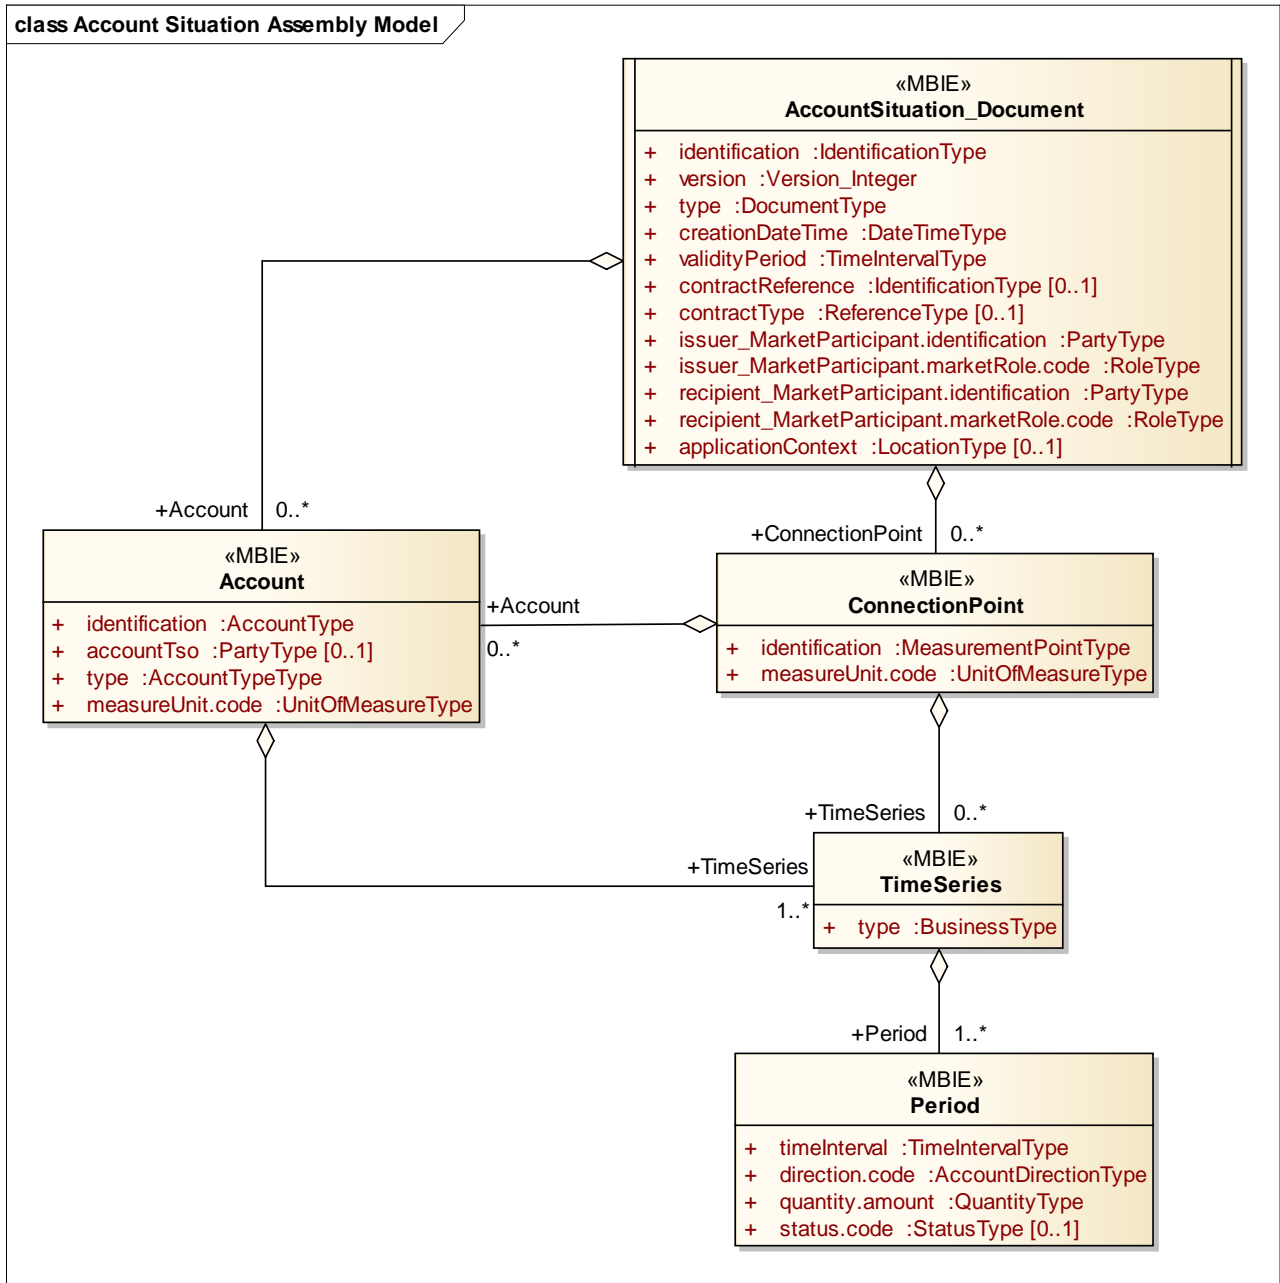 class Account Situation Assembly Model
«MBIE»
AccountSituation_Document
+ identification :IdentificationType
+ version :Version_Integer
+ type :DocumentType
+ creationDateTime :DateTimeType
+ validityPeriod :TimeIntervalType
+ contractReference :IdentificationType [0..1]
+ contractType :ReferenceType [0..1]
+ issuer_MarketParticipant.identification :PartyType
+ issuer_MarketParticipant.marketRole.code :RoleType
+ recipient_MarketParticipant.identification :PartyType
+ recipient_MarketParticipant.marketRole.code :RoleType
+ applicationContext :LocationType [0..1]
+Account 0..*
+ConnectionPoint 0..*
«MBIE»
Account
+ identification :AccountType
+ accountTso :PartyType [0..1]
+ type :AccountTypeType
+ measureUnit.code :UnitOfMeasureType
+Account
0..*
«MBIE»
ConnectionPoint
+ identification :MeasurementPointType
+ measureUnit.code :UnitOfMeasureType
+TimeSeries 0..*
+TimeSeries
1..*
«MBIE»
TimeSeries
+ type :BusinessType
+Period 1..*
«MBIE»
Period
+ timeInterval :TimeIntervalType
+ direction.code :AccountDirectionType
+ quantity.amount :QuantityType
+ status.code :StatusType [0..1]